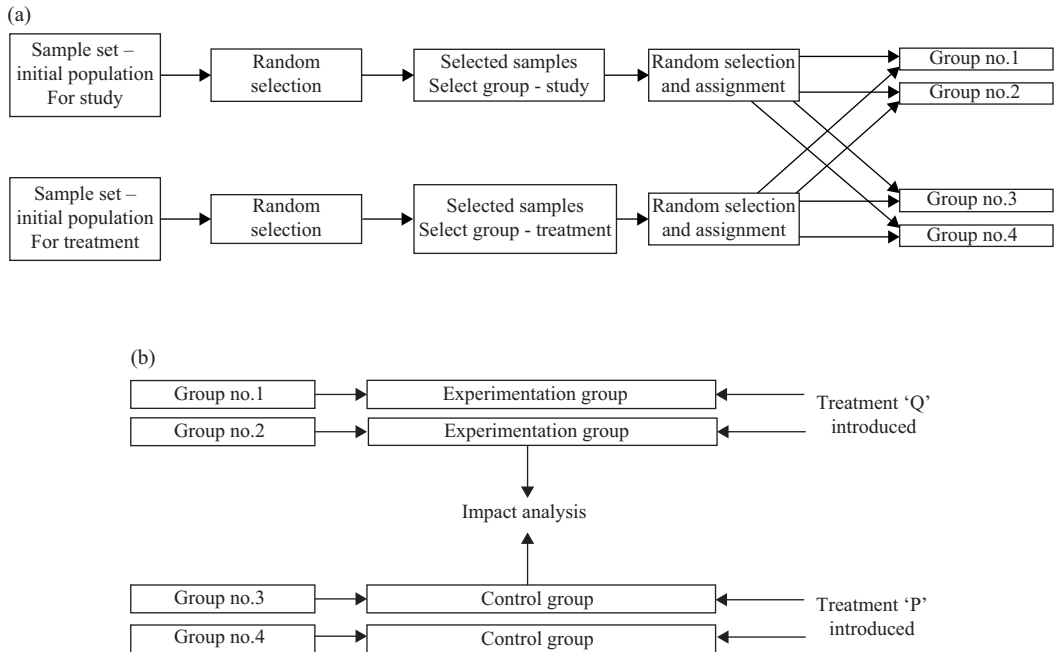 (a)
Sample set –
initial population
For study
Random
selection
Selected samples
Select group - study
Random selection
and assignment
Group no.1
Group no.2
Sample set –
initial population
For treatment
Random
selection
Selected samples
Select group - treatment
Random selection
and assignment
Group no.3
Group no.4
(b)
Group no.1
Experimentation group
Group no.2
Experimentation group
Treatment ‘Q’
introduced
Impact analysis
Group no.3
Control group
Group no.4
Control group
Treatment ‘P’
introduced